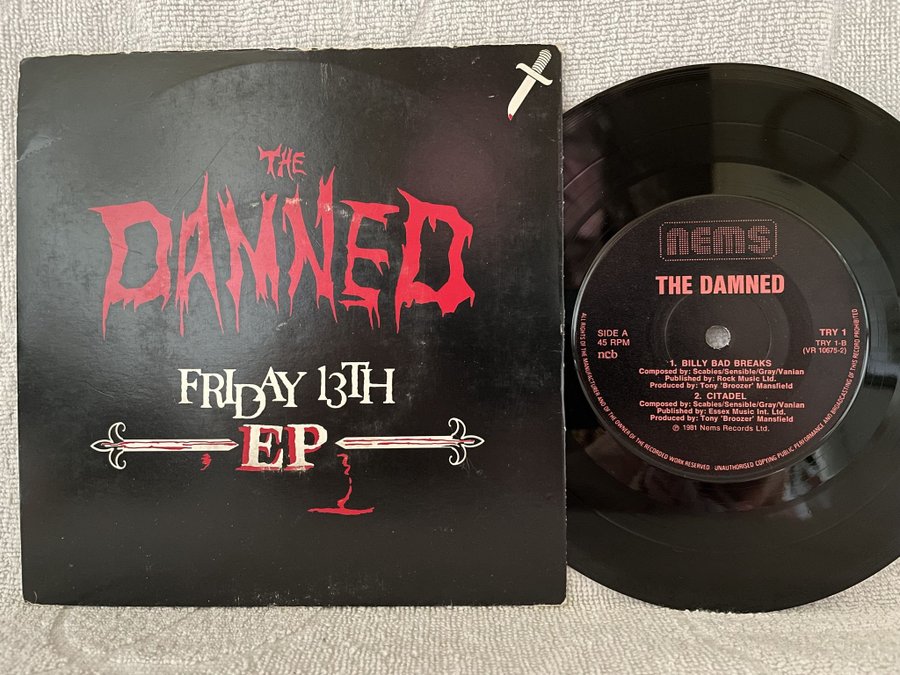 THE
DAMNED
FRIDAY 13TH
EP
nems
THE DAMNED
SIDE A
45 RPM
ncb
TRY 1
TRY 1-B
(VR 10675-2)
1. BILLY BAD BREAKS
Composed by: Scabies/Sensible/Gray/Vanian
Published by: Rock Music Ltd.
Produced by: Tony 'Broozer' Mansfield
2. CITADEL
Composed by: Scabies/Sensible/Gray/Vanian
Published by: Essex Music Int. Ltd.
Produced by: Tony 'Broozer' Mansfield
℗ 1981 Nems Records Ltd.
ALL RIGHTS OF THE MANUFACTURER AND OF THE OWNER OF THE RECORDED WORK RESERVED · UNAUTHORISED COPYING PUBLIC PERFORMANCE AND BROADCASTING OF THIS RECORD PROHIBITED